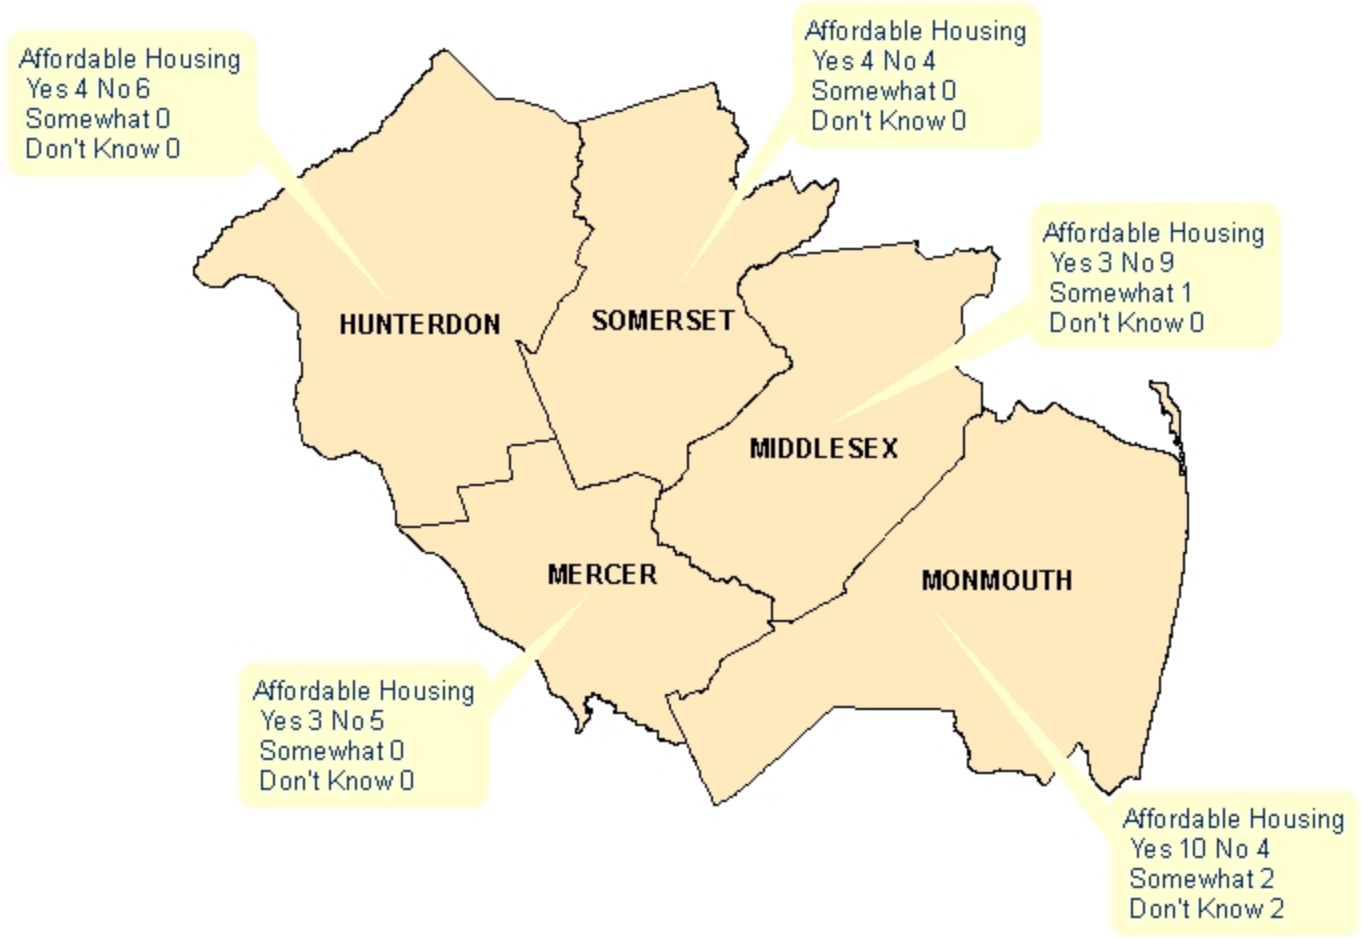 Affordable Housing
Yes 4 No 6
Somewhat 0
Don't Know 0
Affordable Housing
Yes 4 No 4
Somewhat 0
Don't Know 0
Affordable Housing
Yes 3 No 9
Somewhat 1
Don't Know 0
HUNTERDON
SOMERSET
MIDDLESEX
MERCER
MONMOUTH
Affordable Housing
Yes 3 No 5
Somewhat 0
Don't Know 0
Affordable Housing
Yes 10 No 4
Somewhat 2
Don't Know 2